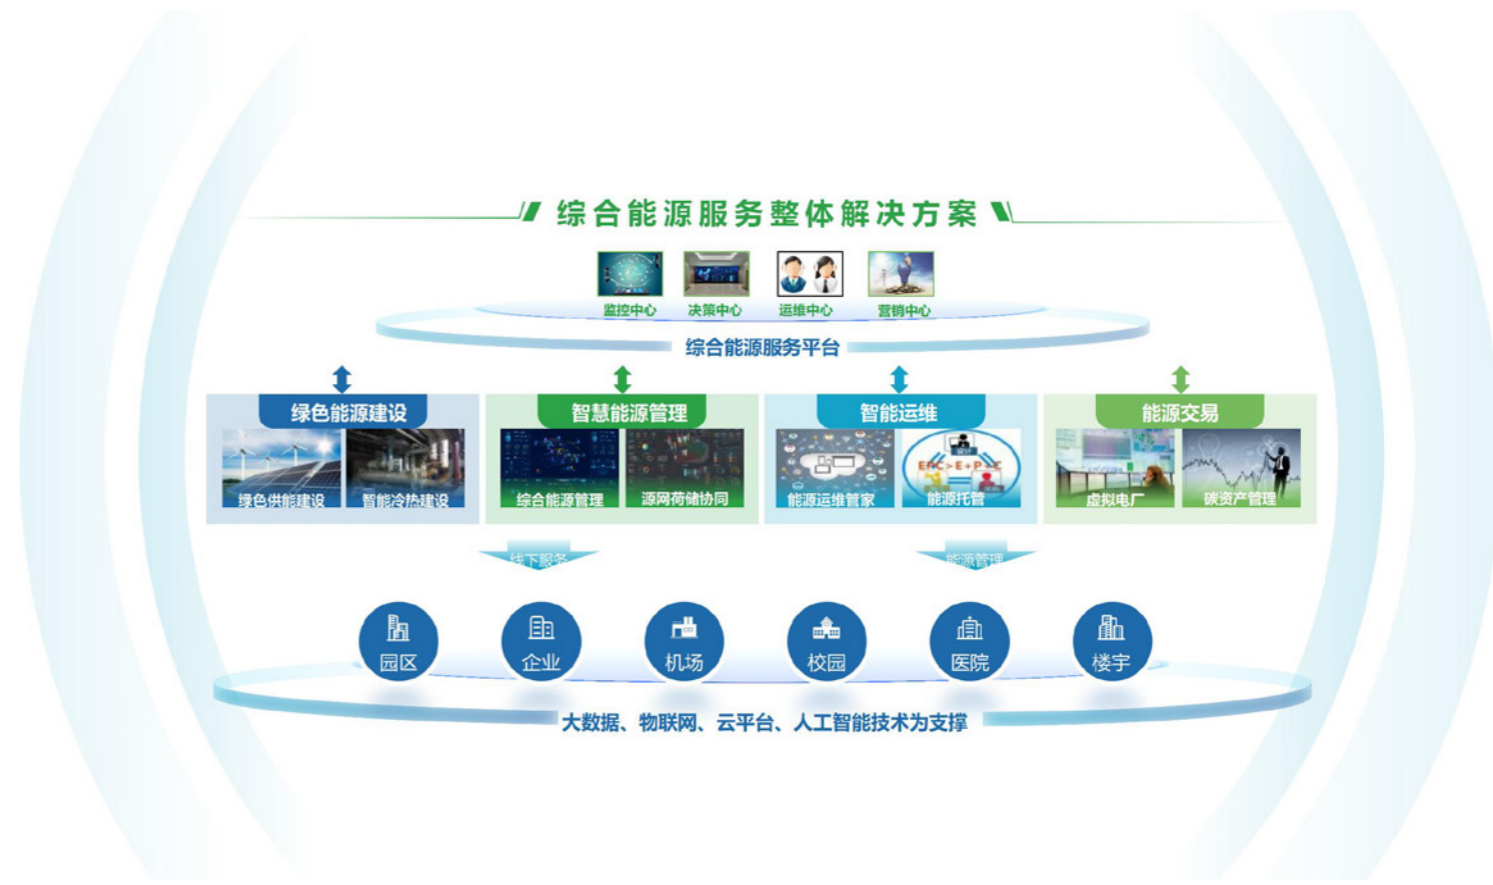 综合能源服务整体解决方案
监控中心 决策中心 运维中心 营销中心
综合能源服务平台
绿色能源建设 智慧能源管理 智能运维 能源交易
设计
EPC>E+P+C
绿色供能建设 智能冷热建设 综合能源管理 源网荷储协同 能源运维管家 能源托管 虚拟电厂 碳资产管理
线下服务 能源管理
园区 企业 机场 校园 医院 楼宇
大数据、物联网、云平台、人工智能技术为支撑